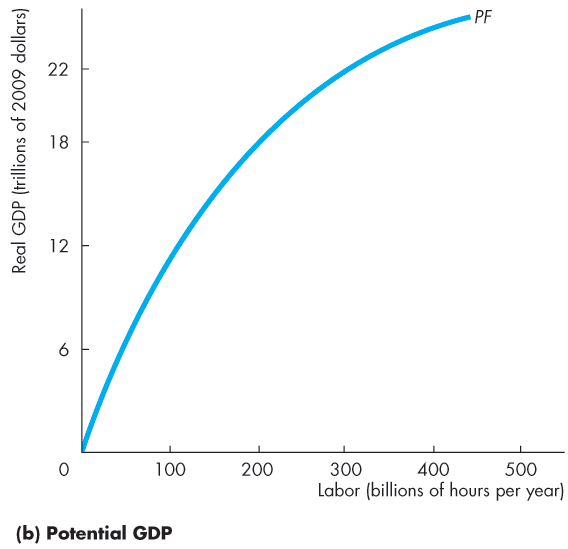 Real GDP (trillions of 2009 dollars)
PF
22
18
12
6
0 100 200 300 400 500
Labor (billions of hours per year)
(b) Potential GDP